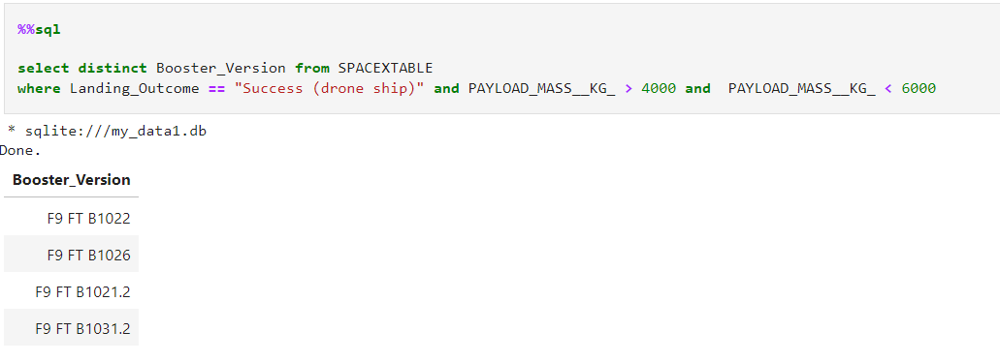 %%sql
select distinct Booster_Version from SPACEXTABLE
where Landing_Outcome == "Success (drone ship)" and PAYLOAD_MASS__KG_ > 4000 and  PAYLOAD_MASS__KG_ < 6000
* sqlite:///my_data1.db
Done.
Booster_Version
F9 FT B1022
F9 FT B1026
F9 FT B1021.2
F9 FT B1031.2